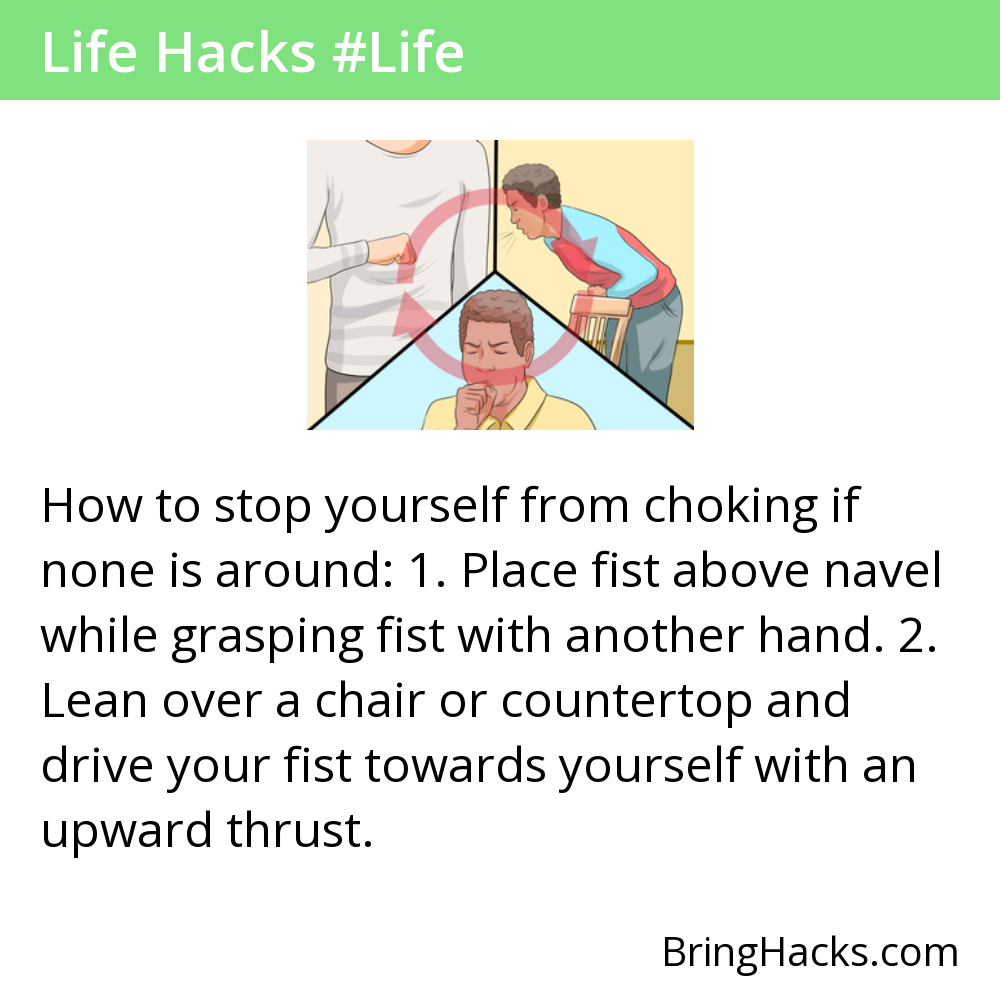 Life Hacks #Life
How to stop yourself from choking if
none is around: 1. Place fist above navel
while grasping fist with another hand. 2.
Lean over a chair or countertop and
drive your fist towards yourself with an
upward thrust.
BringHacks.com